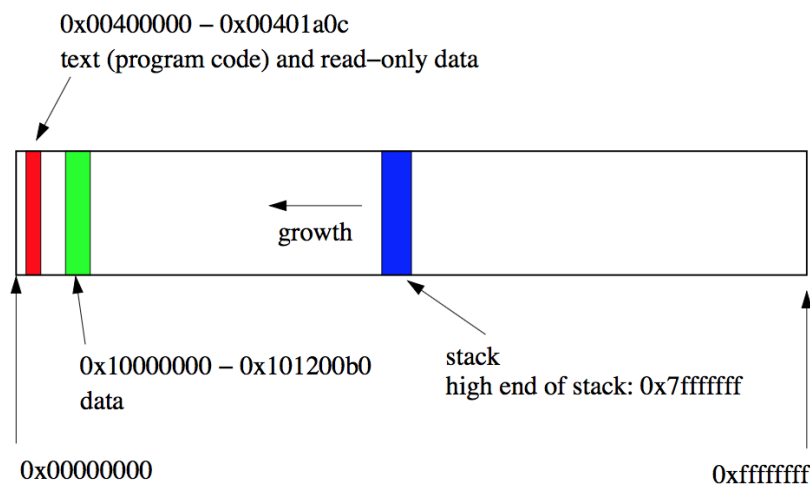 0x00400000 – 0x00401a0c
text (program code) and read–only data
growth
0x10000000 – 0x101200b0
data
stack
high end of stack: 0x7fffffff
0x00000000
0xffffffff